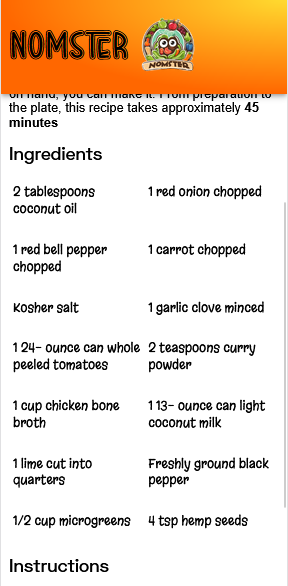 NOMSTER
NOMSTER
on hand, you can make it! From preparation to
the plate, this recipe takes approximately 45
minutes
Ingredients
2 tablespoons
coconut oil
1 red onion chopped
1 red bell pepper
chopped
1 carrot chopped
Kosher salt
1 garlic clove minced
1 24- ounce can whole
peeled tomatoes
2 teaspoons curry
powder
1 cup chicken bone
broth
1 13- ounce can light
coconut milk
1 lime cut into
quarters
Freshly ground black
pepper
1/2 cup microgreens
4 tsp hemp seeds
Instructions